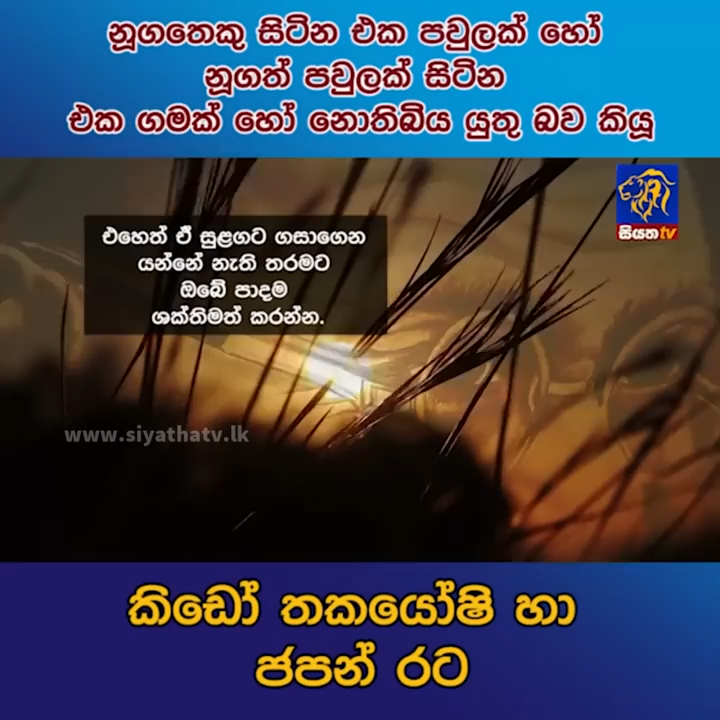 නූගතෙකු සිටින එක පවුලක් හෝ
නූගත් පවුලක් සිටින
එක ගමක් හෝ නොතිබිය යුතු බව කියූ
සියත tv
එහෙත් ඒ සුළගට ගසාගෙන
යන්නේ නැති තරමට
ඔබේ පාදම
ශක්තිමත් කරන්න.
www.siyathatv.lk
කිඩෝ තකයෝෂි හා
ජපන් රට